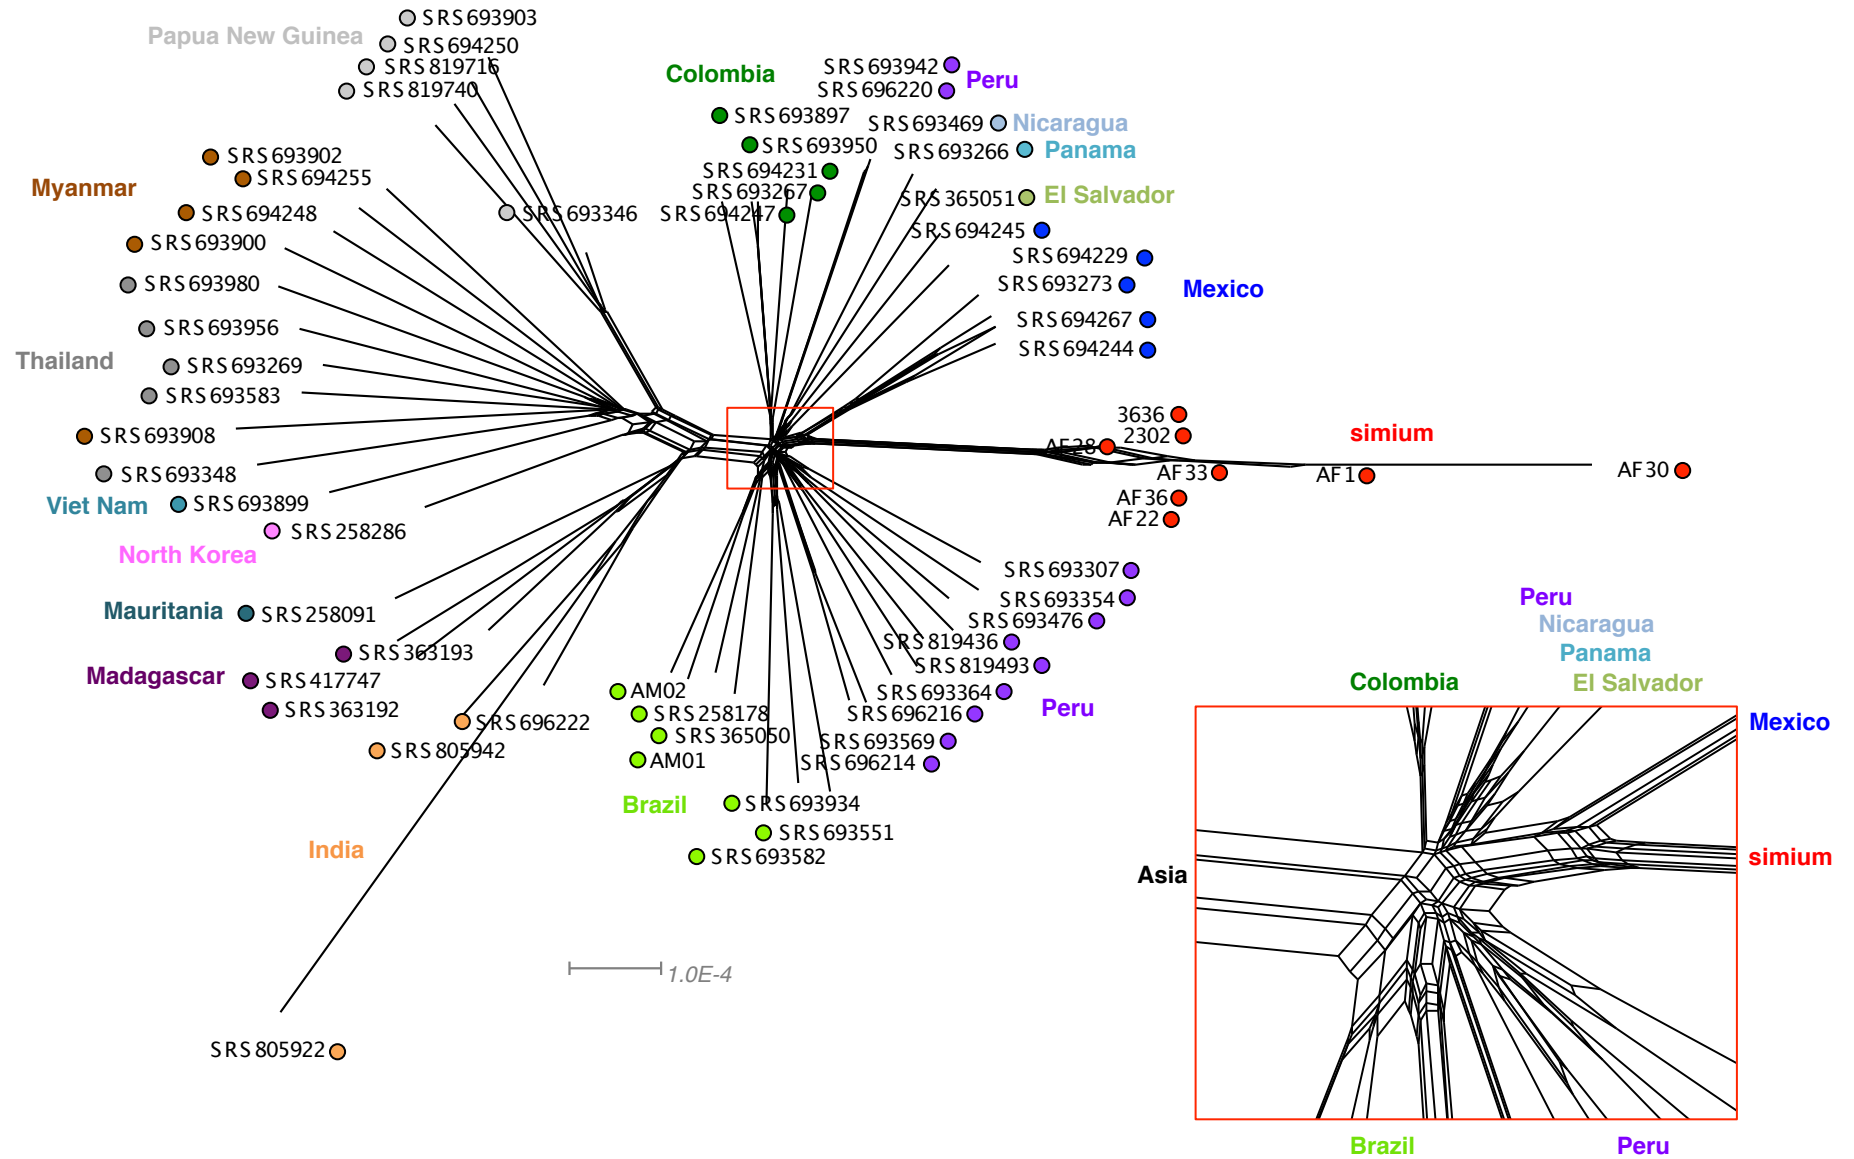 SRS693903
Papua New Guinea
SRS694250
SRS819716
SRS819740
Colombia
SRS693942
Peru
SRS696220
SRS693897
SRS693469
Nicaragua
SRS693950
SRS693266
Panama
SRS694231
SRS693267
SRS365051
El Salvador
SRS694247
SRS694245
SRS693902
SRS694255
Myanmar
SRS694248
SRS693346
SRS693900
SRS694229
SRS693273
Mexico
SRS694267
SRS694244
SRS693980
SRS693956
Thailand
SRS693269
SRS693583
SRS693908
SRS693348
Viet Nam
SRS693899
SRS258286
North Korea
3636
2302
simium
AF28
AF33
AF1
AF30
AF36
AF22
Mauritania
SRS258091
SRS363193
Madagascar
SRS417747
SRS363192
SRS696222
SRS805942
India
SRS805922
AM02
SRS258178
SRS365050
AM01
Brazil
SRS693934
SRS693551
SRS693582
SRS693307
SRS693354
SRS693476
SRS819436
SRS819493
SRS693364
Peru
SRS696216
SRS693569
SRS696214
1.0E-4
Peru
Nicaragua
Panama
Colombia
El Salvador
Mexico
simium
Asia
Brazil
Peru